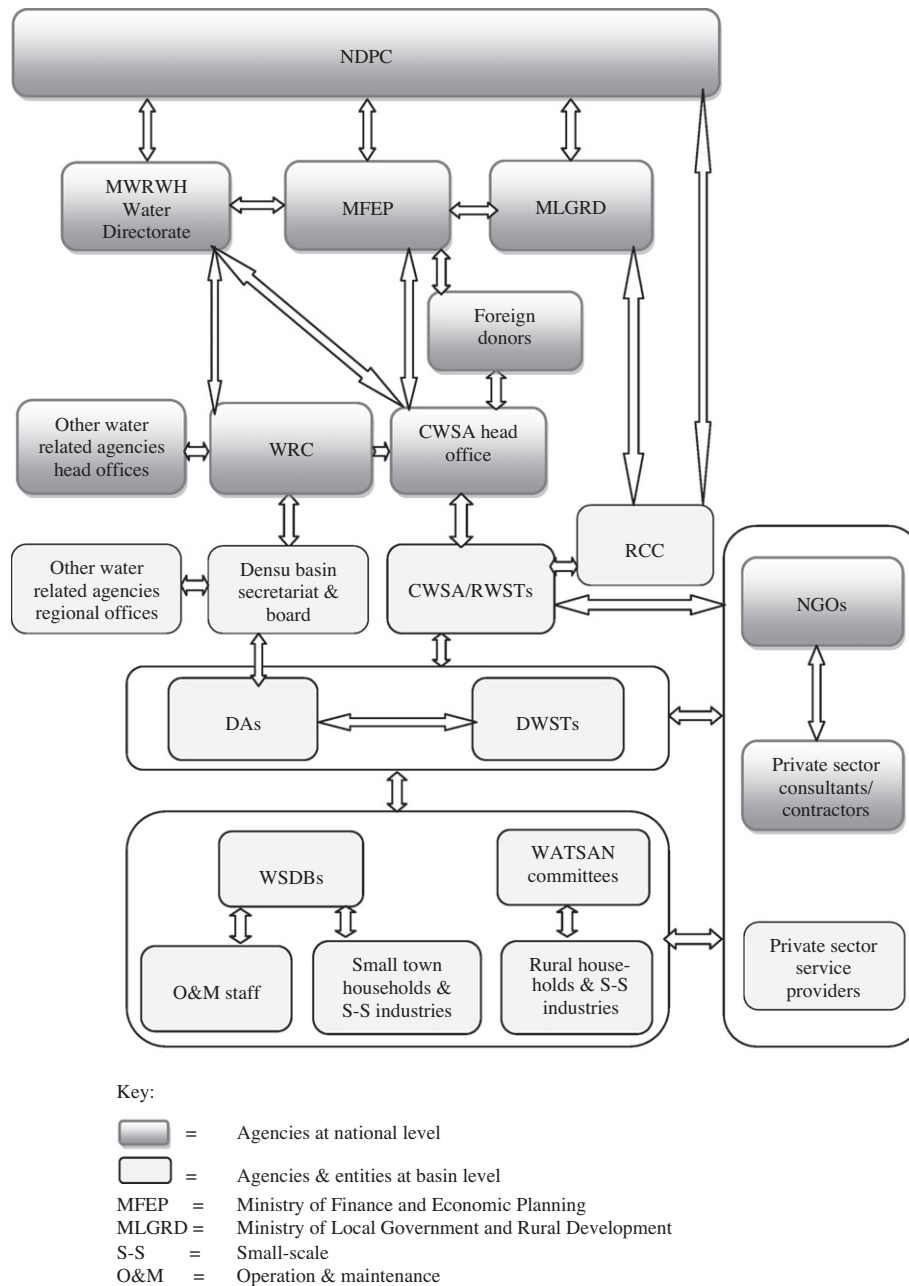 NDPC
MWRWH
Water
Directorate
MFEP
MLGRD
Foreign
donors
Other water
related agencies
head offices
WRC
CWSA head
office
RCC
Other water
related agencies
regional offices
Densu basin
secretariat &
board
CWSA/RWSTs
NGOs
DAs
DWSTs
Private sector
consultants/
contractors
WSDBs
WATSAN
committees
O&M staff
Small town
households &
S-S industries
Rural house-
holds & S-S
industries
Private sector
service
providers
Key:
= Agencies at national level
= Agencies & entities at basin level
MFEP = Ministry of Finance and Economic Planning
MLGRD = Ministry of Local Government and Rural Development
S-S = Small-scale
O&M = Operation & maintenance